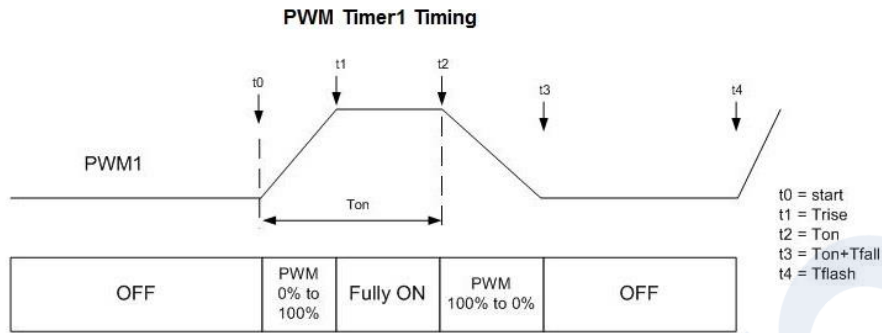 PWM Timer1 Timing
t0
t1
t2
t3
t4
PWM1
Ton
t0 = start
t1 = Trise
t2 = Ton
t3 = Ton+Tfall
t4 = Tflash
OFF
PWM
0% to
100%
Fully ON
PWM
100% to 0%
OFF